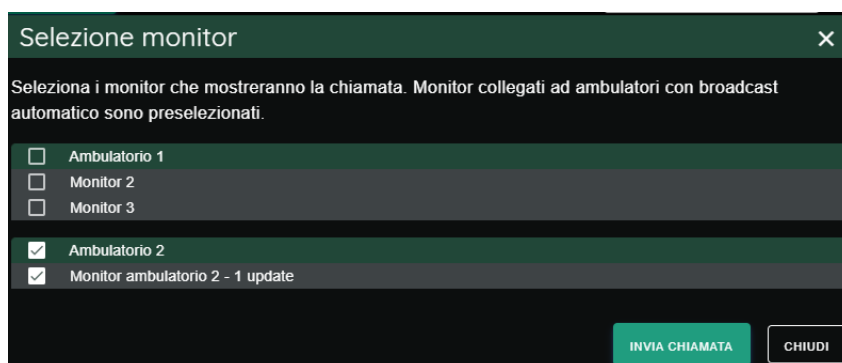 Selezione monitor
Seleziona i monitor che mostreranno la chiamata. Monitor collegati ad ambulatori con broadcast
automatico sono preselezionati.
Ambulatorio 1
Monitor 2
Monitor 3
Ambulatorio 2
Monitor ambulatorio 2 - 1 update
INVIA CHIAMATA
CHIUDI